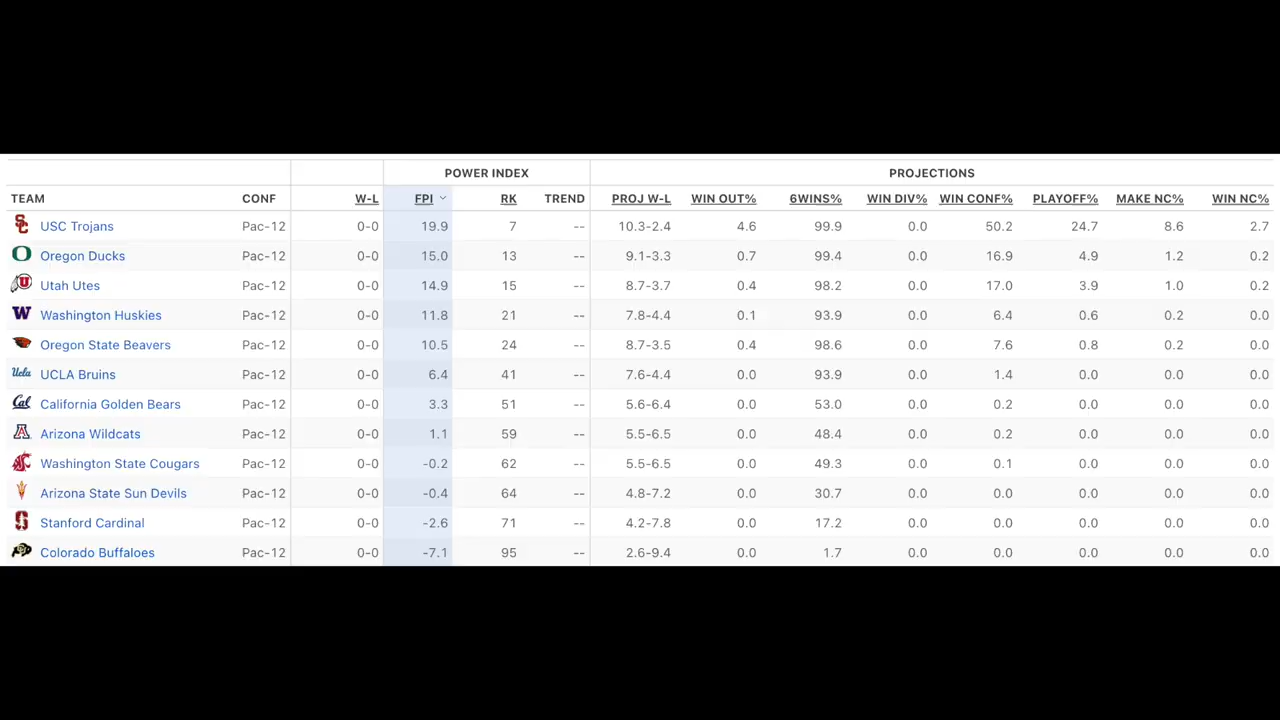 POWER INDEX PROJECTIONS
TEAM CONF W-L FPI RK TREND PROJ W-L WIN OUT% 6WINS% WIN DIV% WIN CONF% PLAYOFF% MAKE NC% WIN NC%
USC Trojans Pac-12 0-0 19.9 7 -- 10.3-2.4 4.6 99.9 0.0 50.2 24.7 8.6 2.7
Oregon Ducks Pac-12 0-0 15.0 13 -- 9.1-3.3 0.7 99.4 0.0 16.9 4.9 1.2 0.2
Utah Utes Pac-12 0-0 14.9 15 -- 8.7-3.7 0.4 98.2 0.0 17.0 3.9 1.0 0.2
Washington Huskies Pac-12 0-0 11.8 21 -- 7.8-4.4 0.1 93.9 0.0 6.4 0.6 0.2 0.0
Oregon State Beavers Pac-12 0-0 10.5 24 -- 8.7-3.5 0.4 98.6 0.0 7.6 0.8 0.2 0.0
Ucla UCLA Bruins Pac-12 0-0 6.4 41 -- 7.6-4.4 0.0 93.9 0.0 1.4 0.0 0.0 0.0
Cal California Golden Bears Pac-12 0-0 3.3 51 -- 5.6-6.4 0.0 53.0 0.0 0.2 0.0 0.0 0.0
Arizona Wildcats Pac-12 0-0 1.1 59 -- 5.5-6.5 0.0 48.4 0.0 0.2 0.0 0.0 0.0
Washington State Cougars Pac-12 0-0 -0.2 62 -- 5.5-6.5 0.0 49.3 0.0 0.1 0.0 0.0 0.0
Arizona State Sun Devils Pac-12 0-0 -0.4 64 -- 4.8-7.2 0.0 30.7 0.0 0.0 0.0 0.0 0.0
Stanford Cardinal Pac-12 0-0 -2.6 71 -- 4.2-7.8 0.0 17.2 0.0 0.0 0.0 0.0 0.0
Colorado Buffaloes Pac-12 0-0 -7.1 95 -- 2.6-9.4 0.0 1.7 0.0 0.0 0.0 0.0 0.0